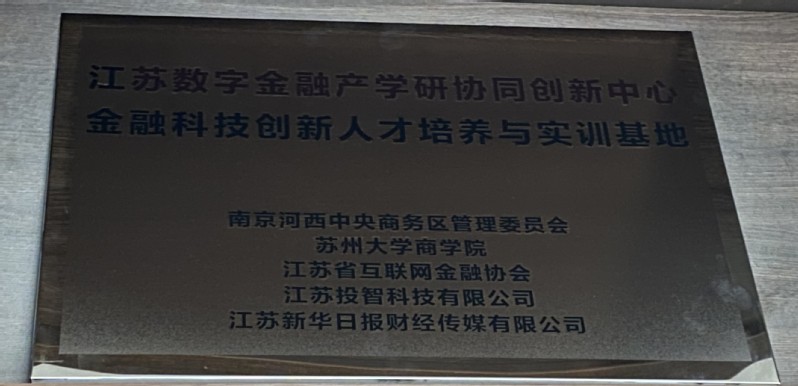 江苏数字金融产学研协同创新中心
金融科技创新人才培养与实训基地
南京河西中央商务区管理委员会
苏州大学商学院
江苏省互联网金融协会
江苏投智科技有限公司
江苏新华日报财经传媒有限公司